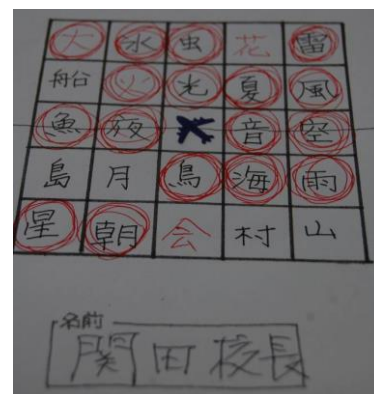 大 水 虫 花 雷
船 火 光 夏 風
魚 夜 音 空
島 月 鳥 海 雨
星 朝 会 村 山
名前
関田校長